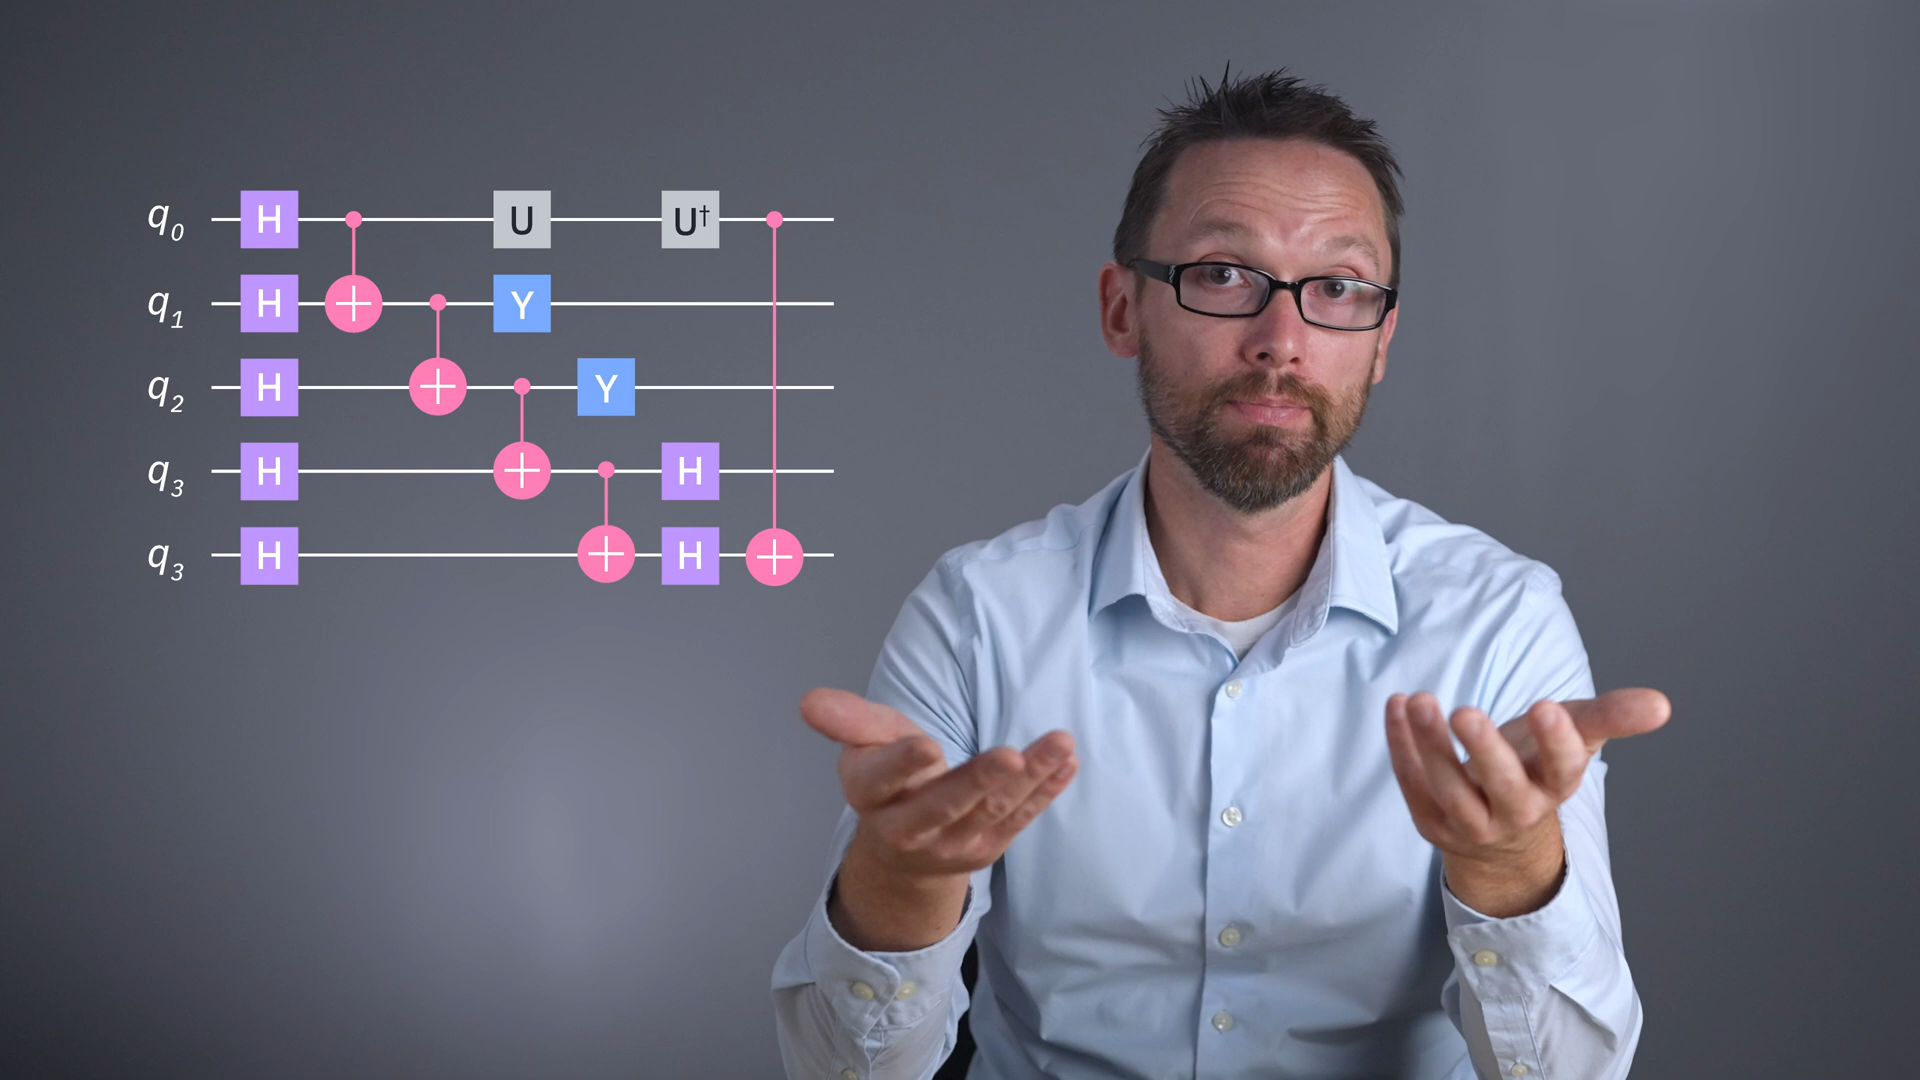 q0 H U U†
q1 H Y
q2 H Y
q3 H H
q3 H H